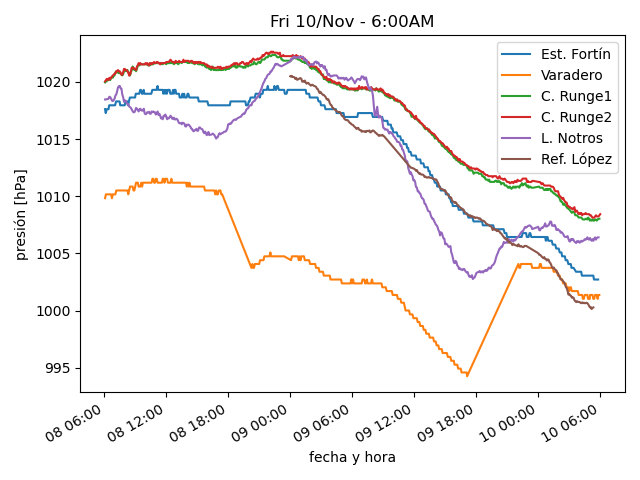 Fri 10/Nov - 6:00AM
presión [hPa]
1020
1015
1010
1005
1000
995
Est. Fortín
Varadero
C. Runge1
C. Runge2
L. Notros
Ref. López
08 06:00
08 12:00
08 18:00
09 00:00
09 06:00
09 12:00
09 18:00
10 00:00
10 06:00
fecha y hora